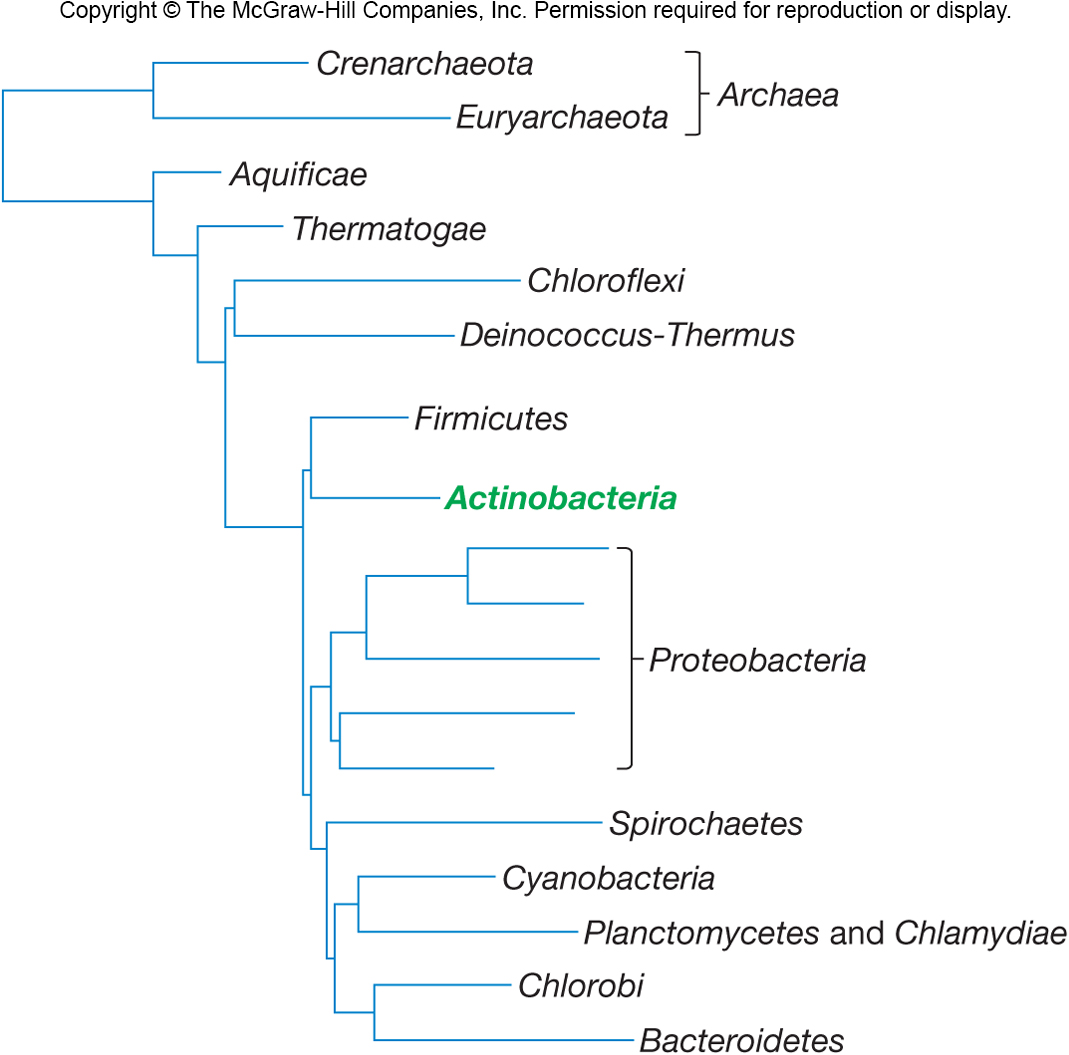 Copyright © The McGraw-Hill Companies, Inc. Permission required for reproduction or display.
Crenarchaeota
Archaea
Euryarchaeota
Aquificae
Thermatogae
Chloroflexi
Deinococcus-Thermus
Firmicutes
Actinobacteria
Proteobacteria
Spirochaetes
Cyanobacteria
Planctomycetes and Chlamydiae
Chlorobi
Bacteroidetes